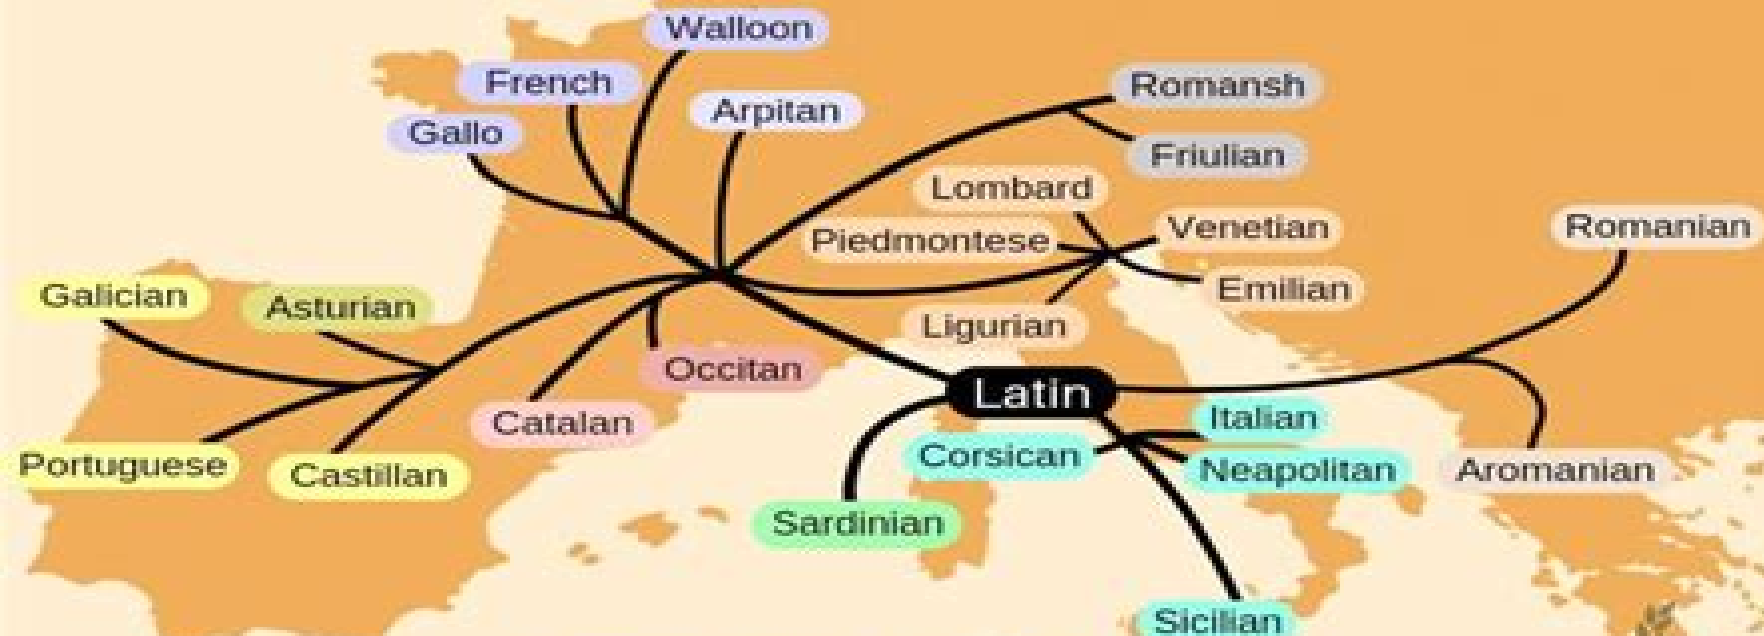 Walloon
French
Romansh
Arpitan
Gallo
Friulian
Lombard
Romanian
Venetian
Piedmontese
Emilian
Galician
Asturian
Ligurian
Occitan
Latin
Italian
Catalan
Corsican
Portuguese
Neapolitan
Aromanian
Castillan
Sardinian
Sicilian